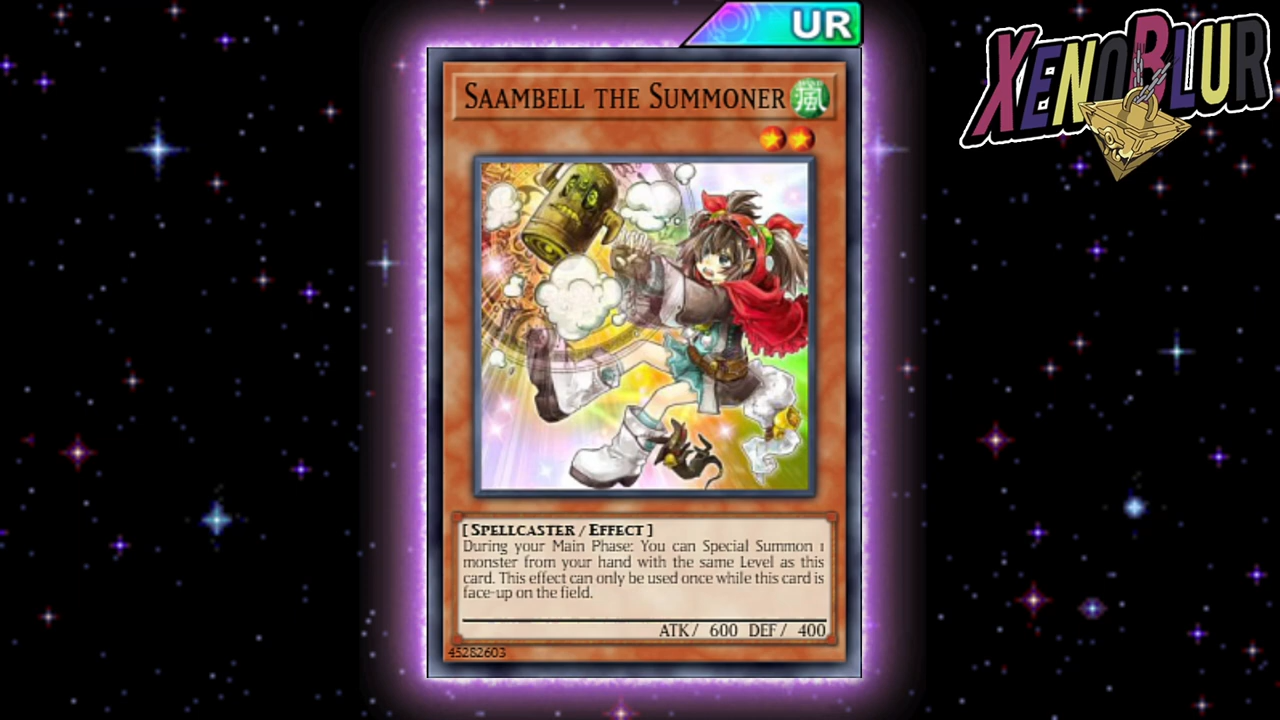 UR
XENOBLUR
SAAMBELL THE SUMMONER
風
[ SPELLCASTER / EFFECT ]
During your Main Phase: You can Special Summon 1
monster from your hand with the same Level as this
card. This effect can only be used once while this card is
face-up on the field.
ATK/ 600 DEF/ 400
45282603